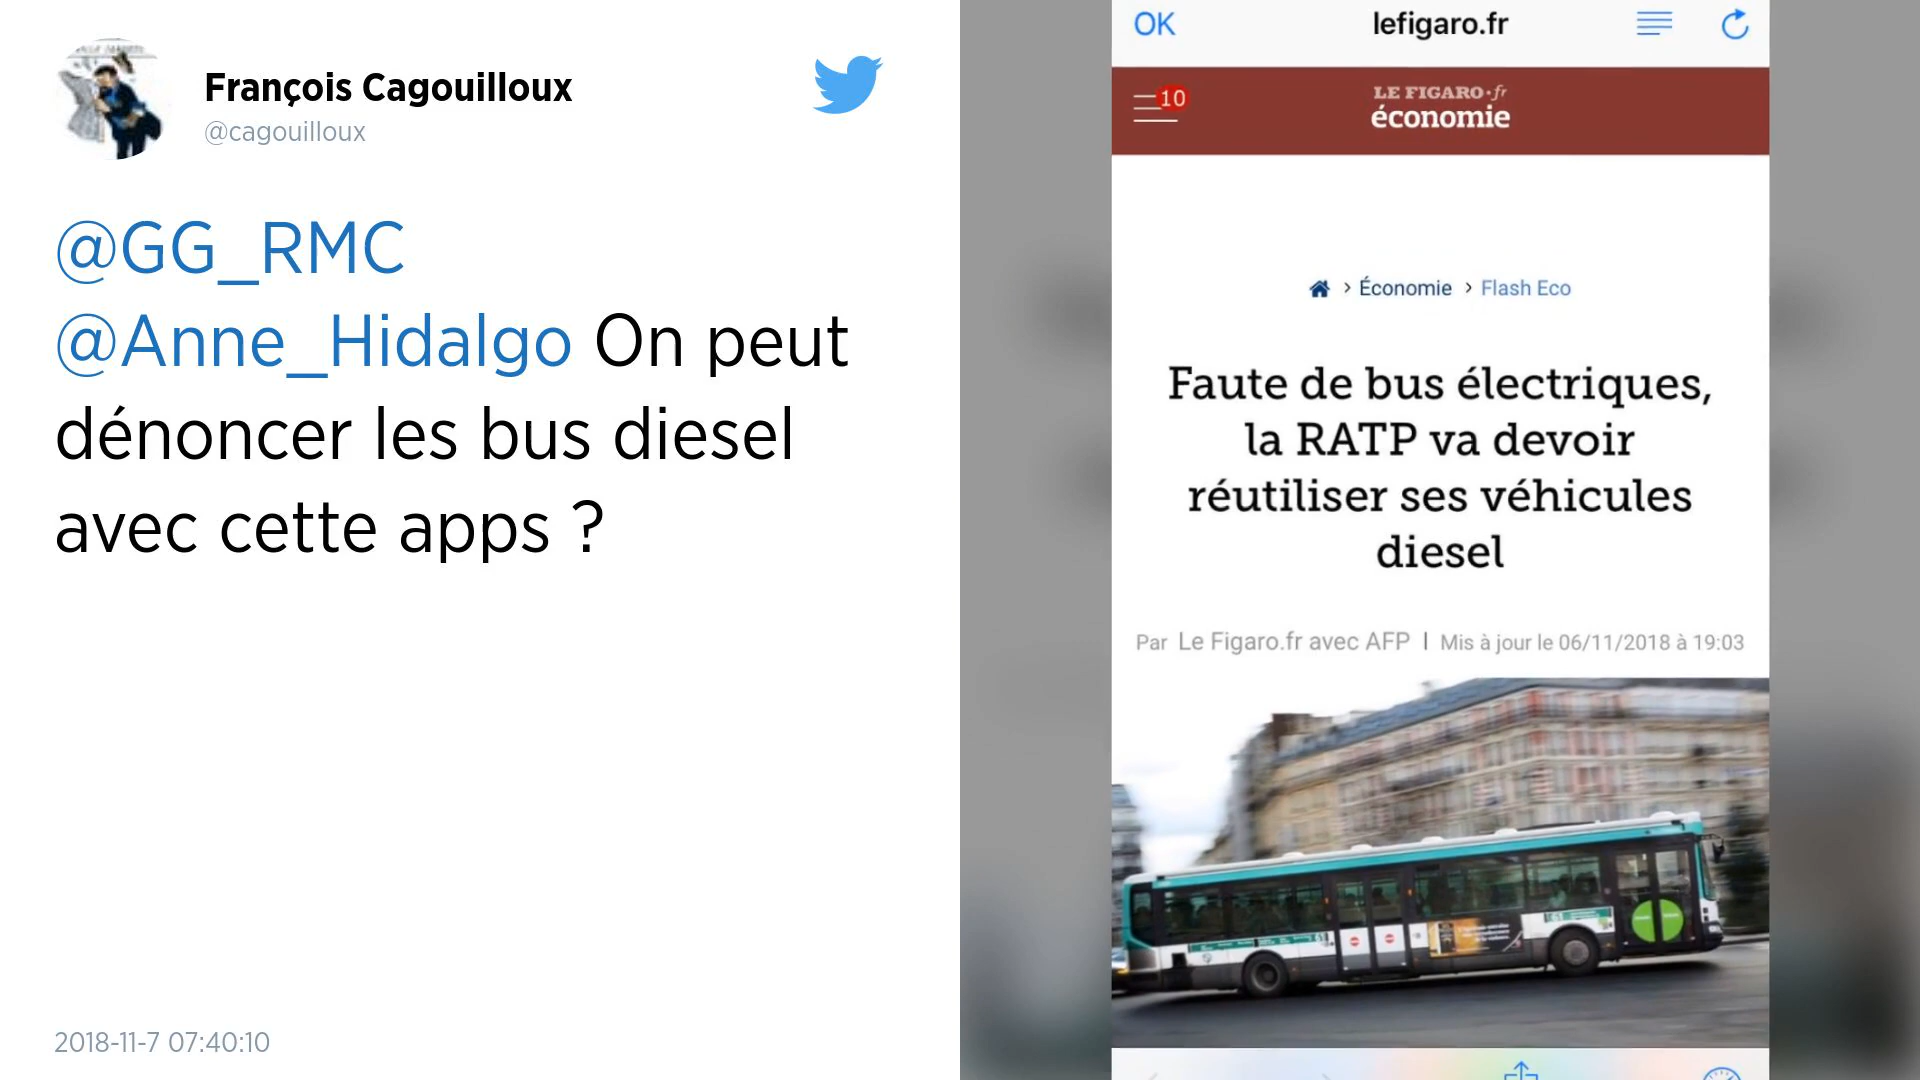 François Cagouilloux
@cagouilloux
@GG_RMC
@Anne_Hidalgo On peut
dénoncer les bus diesel
avec cette apps ?
2018-11-7 07:40:10
OK
lefigaro.fr
10
LE FIGARO·fr
économie
> Économie > Flash Eco
Faute de bus électriques,
la RATP va devoir
réutiliser ses véhicules
diesel
Par Le Figaro.fr avec AFP | Mis à jour le 06/11/2018 à 19:03